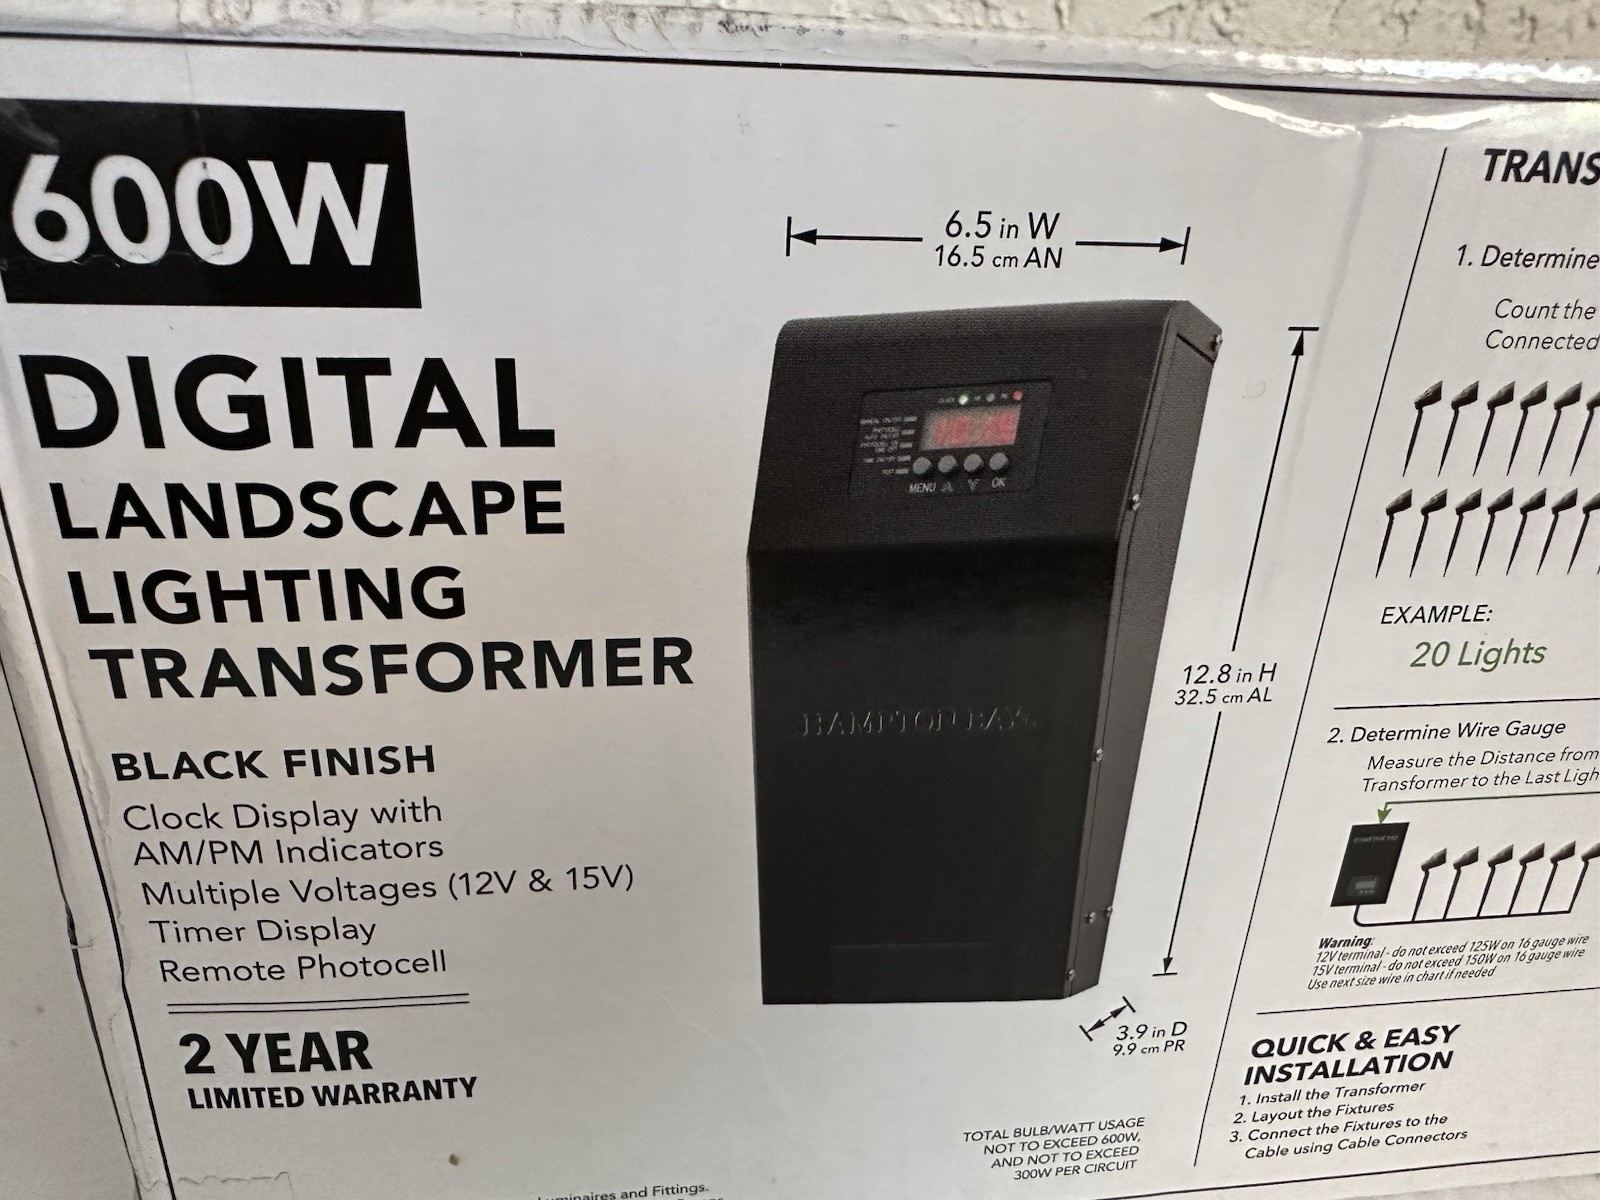 600W
DIGITAL
LANDSCAPE
LIGHTING
TRANSFORMER
BLACK FINISH
Clock Display with
AM/PM Indicators
Multiple Voltages (12V & 15V)
Timer Display
Remote Photocell
2 YEAR
LIMITED WARRANTY
6.5 in W
16.5 cm AN
MENU OK
HAMPTON BAY
12.8 in H
32.5 cm AL
3.9 in D
9.9 cm PR
TOTAL BULB/WATT USAGE
NOT TO EXCEED 600W,
AND NOT TO EXCEED
300W PER CIRCUIT
and Fittings.
TRANS
1. Determine
Count the
Connected
EXAMPLE:
20 Lights
2. Determine Wire Gauge
Measure the Distance from
Transformer to the Last Ligh
HAMPTON BAY
Warning:
12V terminal - do not exceed 125W on 16 gauge wire
15V terminal - do not exceed 150W on 16 gauge wire
Use next size wire in chart if needed
QUICK & EASY
INSTALLATION
1. Install the Transformer
2. Layout the Fixtures
3. Connect the Fixtures to the
Cable using Cable Connectors